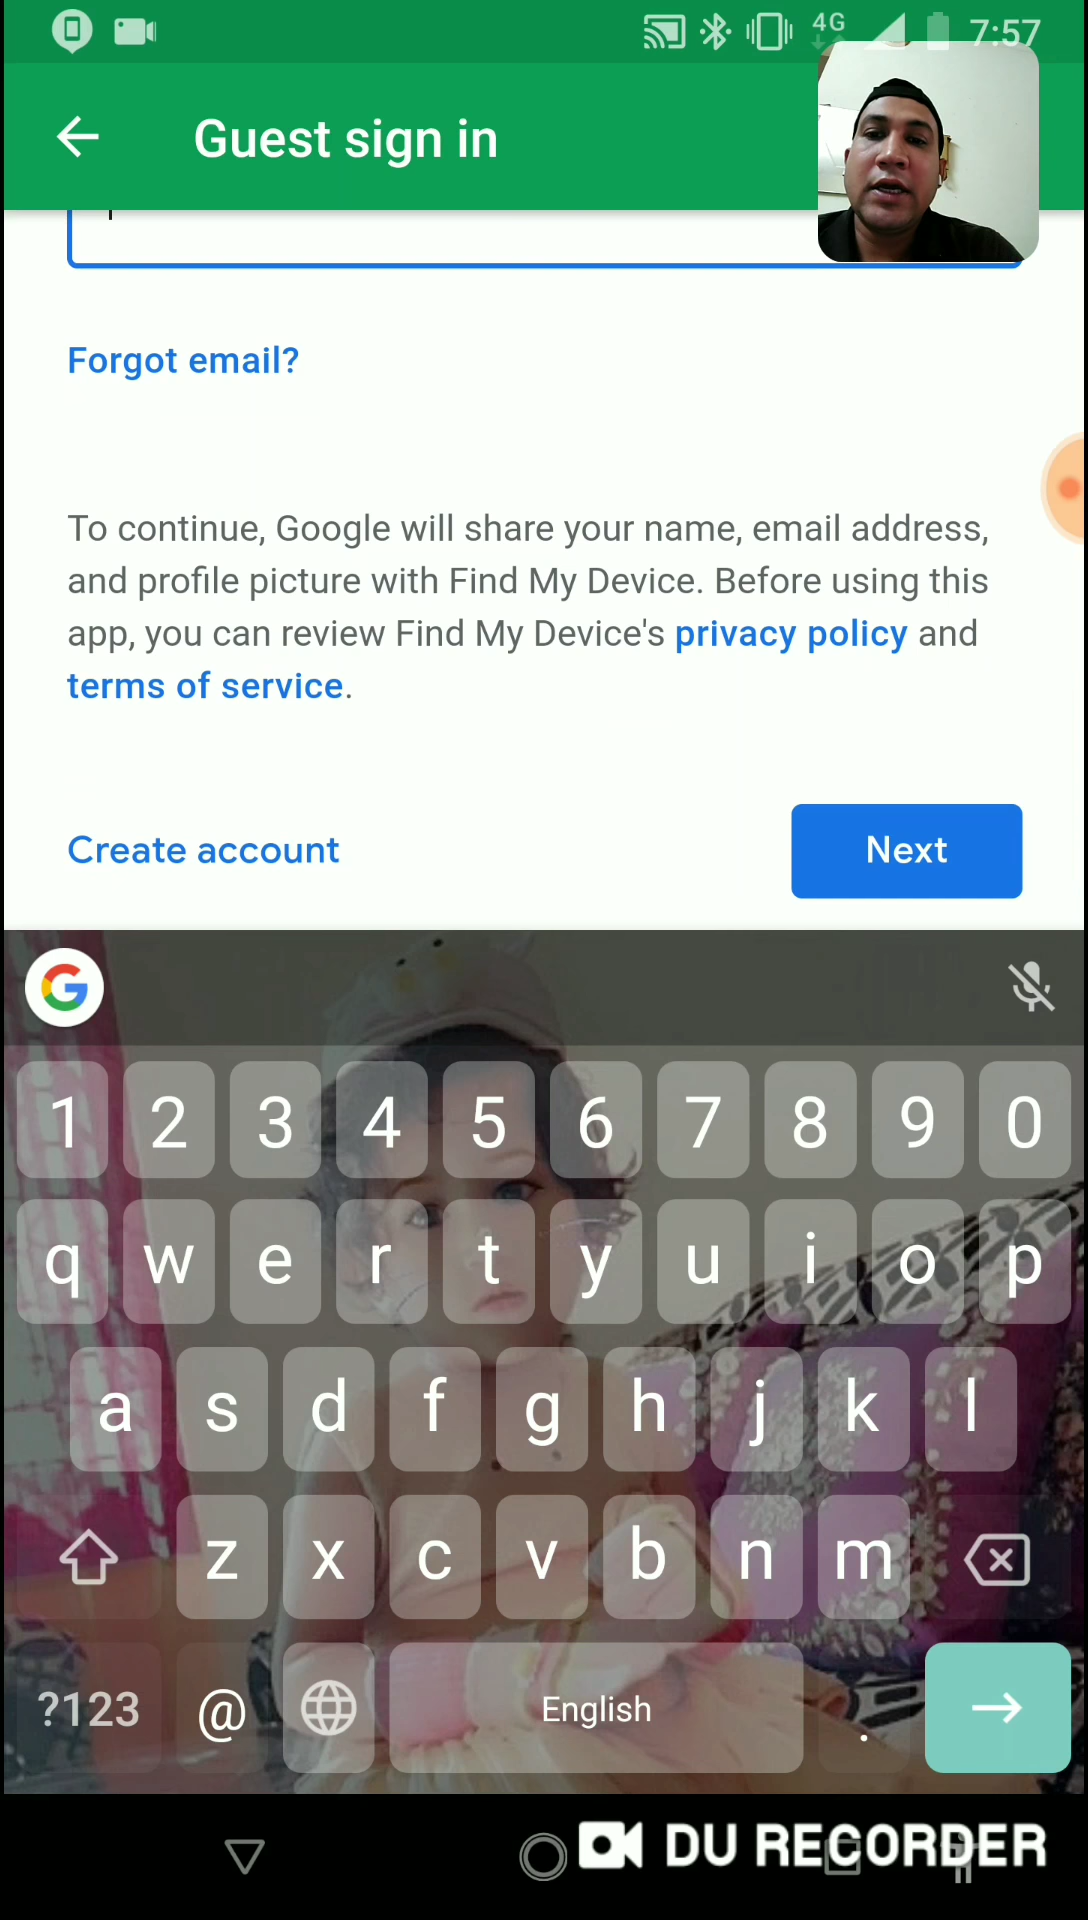 4G 7:57
Guest sign in
Forgot email?
To continue, Google will share your name, email address,
and profile picture with Find My Device. Before using this
app, you can review Find My Device's privacy policy and
terms of service.
Create account Next
1 2 3 4 5 6 7 8 9 0
q w e r t y u i o p
a s d f g h j k l
z x c v b n m
?123 @ English .
DU RECORDER